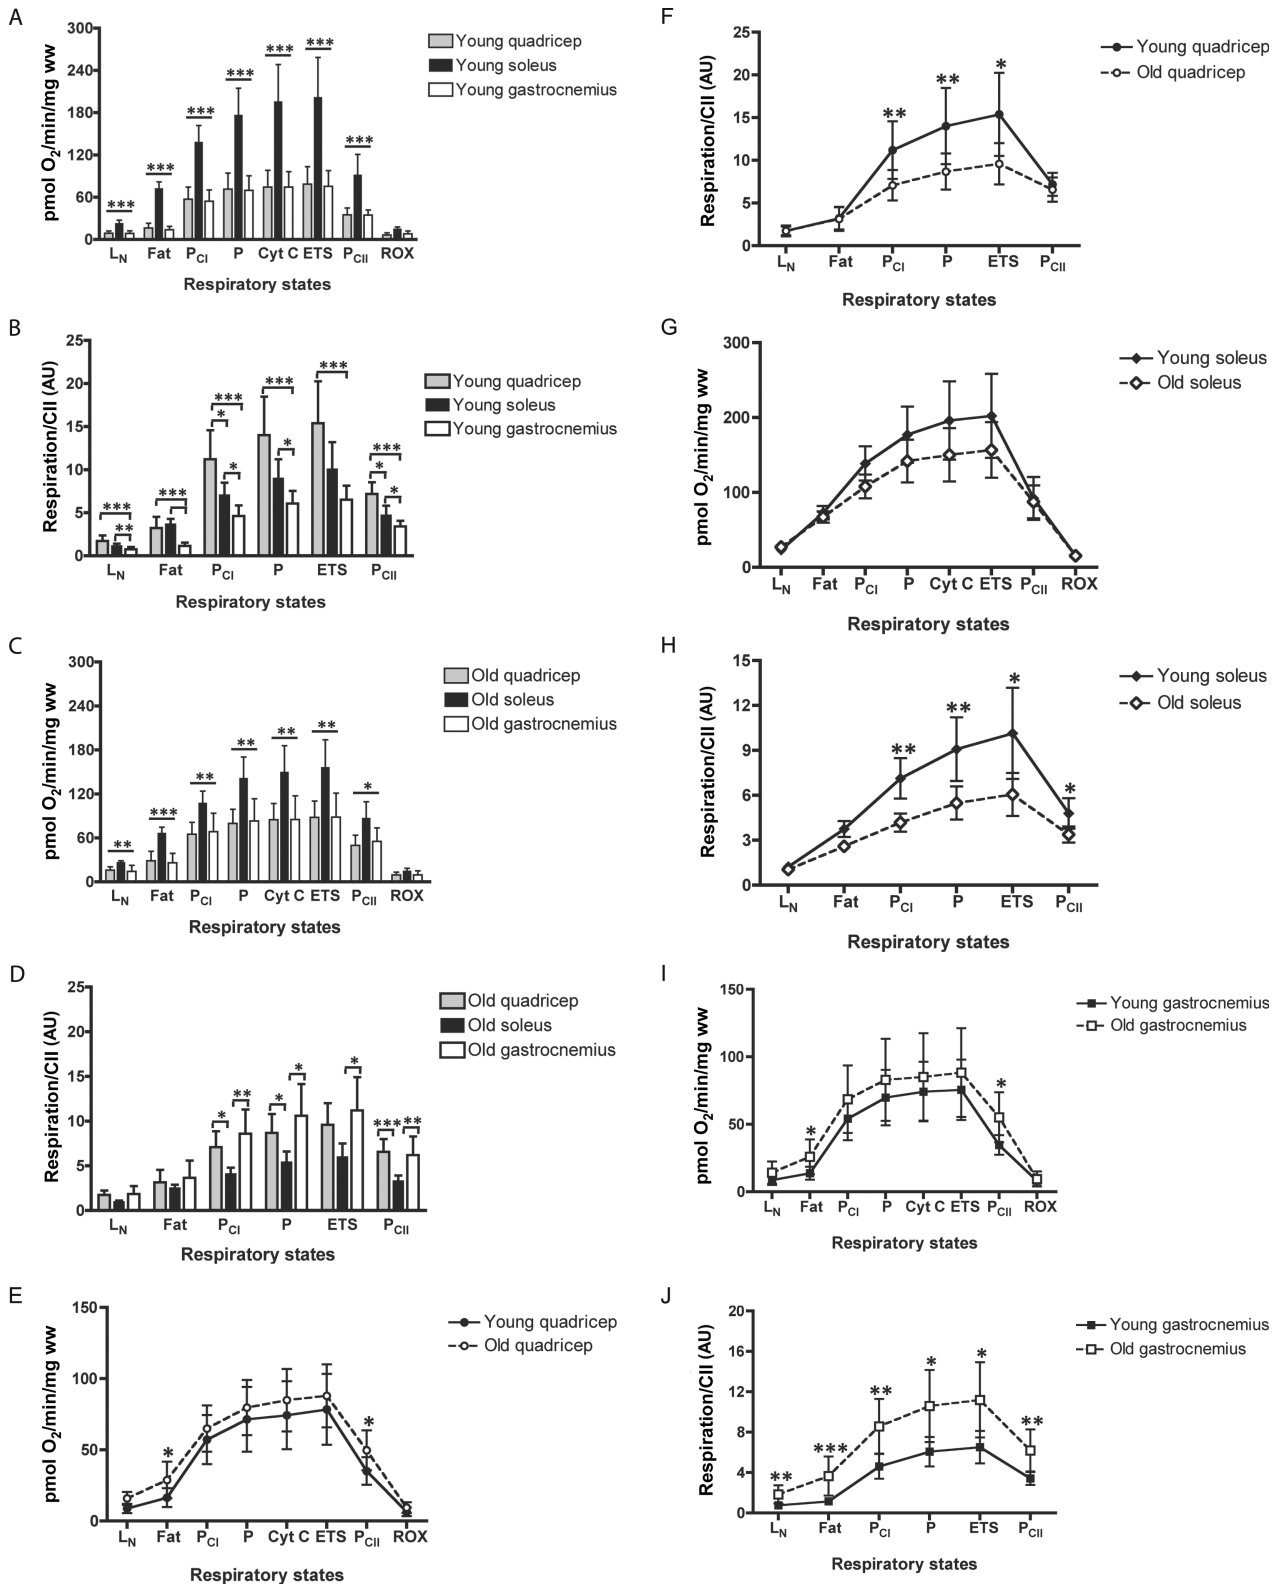 A
pmol O2/min/mg ww
300
240
180
120
60
0
*** *** *** *** *** *** ***
LN Fat PCI P Cyt C ETS PCII ROX
Respiratory states
Young quadricep
Young soleus
Young gastrocnemius
B
Respiration/CII (AU)
25
20
15
10
5
0
*** ** *** *** * * *** * *** *** * *
LN Fat PCI P ETS PCII
Respiratory states
Young quadricep
Young soleus
Young gastrocnemius
C
pmol O2/min/mg ww
300
240
180
120
60
0
** *** ** ** ** ** *
LN Fat PCI P Cyt C ETS PCII ROX
Respiratory states
Old quadricep
Old soleus
Old gastrocnemius
D
Respiration/CII (AU)
25
20
15
10
5
0
* ** * * * *** **
LN Fat PCI P ETS PCII
Respiratory states
Old quadricep
Old soleus
Old gastrocnemius
E
pmol O2/min/mg ww
150
100
50
0
* *
LN Fat PCI P Cyt C ETS PCII ROX
Respiratory states
Young quadricep
Old quadricep
F
Respiration/CII (AU)
25
20
15
10
5
0
** ** *
LN Fat PCI P ETS PCII
Respiratory states
Young quadricep
Old quadricep
G
pmol O2/min/mg ww
300
200
100
0
LN Fat PCI P Cyt C ETS PCII ROX
Respiratory states
Young soleus
Old soleus
H
Respiration/CII (AU)
15
12
9
6
3
0
** ** * *
LN Fat PCI P ETS PCII
Respiratory states
Young soleus
Old soleus
I
pmol O2/min/mg ww
150
100
50
0
* *
LN Fat PCI P Cyt C ETS PCII ROX
Respiratory states
Young gastrocnemius
Old gastrocnemius
J
Respiration/CII (AU)
20
16
12
8
4
0
** *** ** * * **
LN Fat PCI P ETS PCII
Respiratory states
Young gastrocnemius
Old gastrocnemius